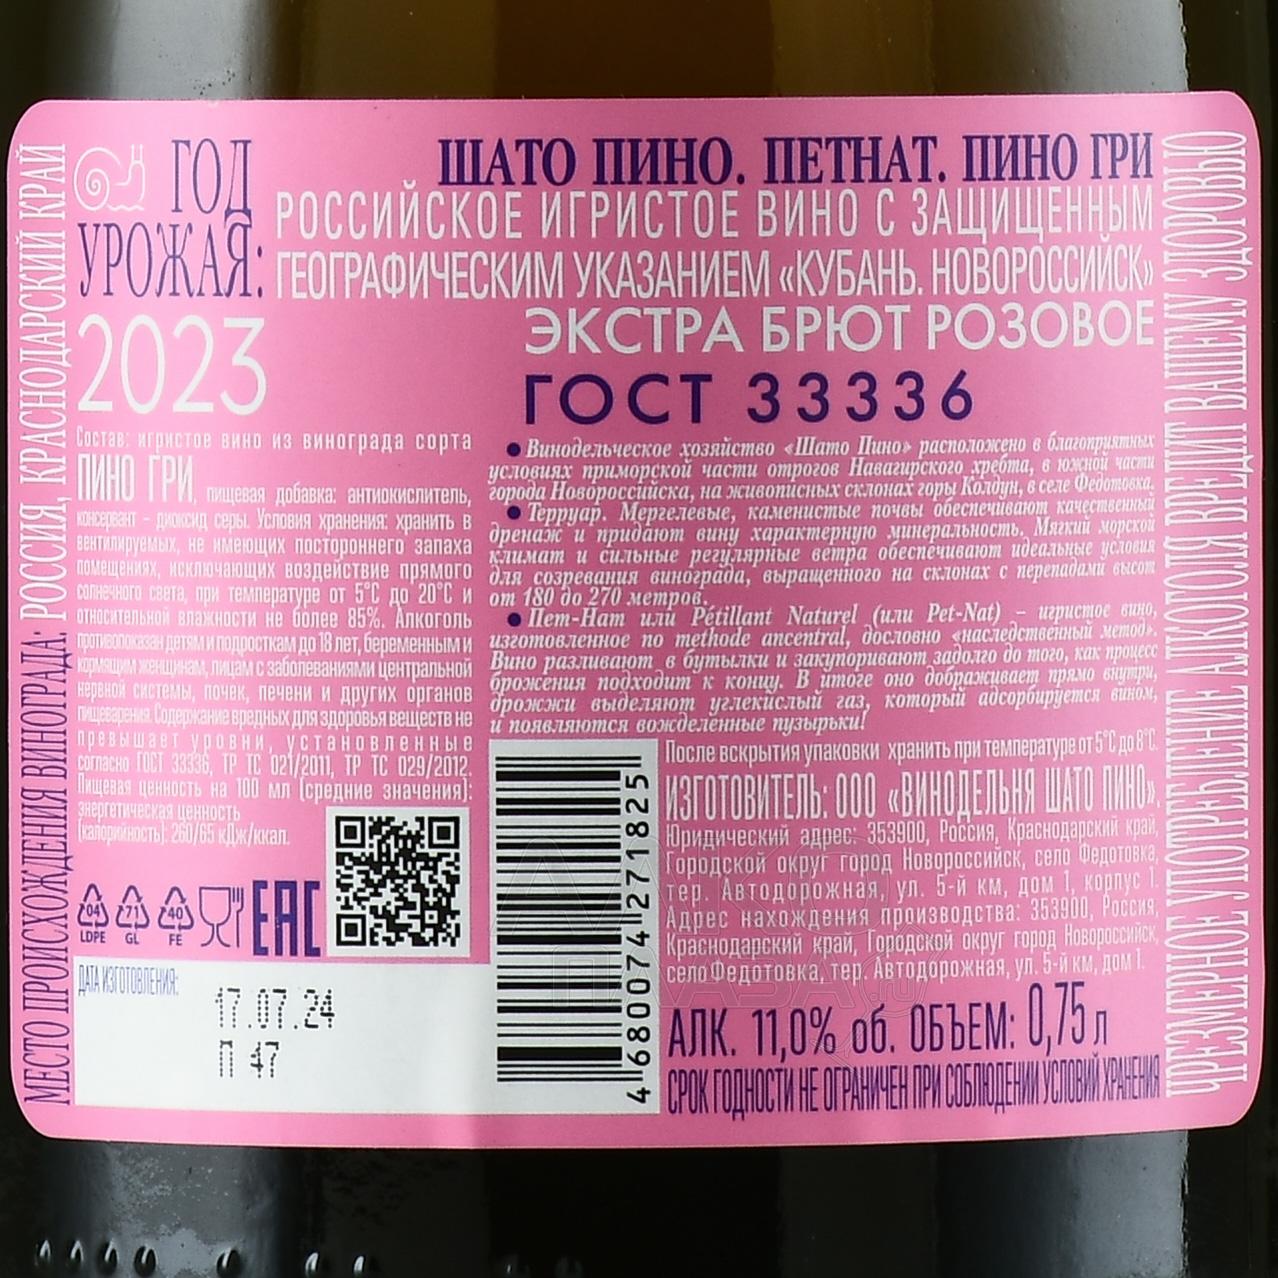 МЕСТО ПРОИСХОЖДЕНИЯ ВИНОГРАДА: РОССИЯ, КРАСНОДАРСКИЙ КРАЙ
ГОД
УРОЖАЯ:
2023
ШАТО ПИНО. ПЕТНАТ. ПИНО ГРИ
РОССИЙСКОЕ ИГРИСТОЕ ВИНО С ЗАЩИЩЕННЫМ
ГЕОГРАФИЧЕСКИМ УКАЗАНИЕМ «КУБАНЬ. НОВОРОССИЙСК»
ЭКСТРА БРЮТ РОЗОВОЕ
ГОСТ 33336
Состав: игристое вино из винограда сорта
ПИНО ГРИ, пищевая добавка: антиокислитель,
консервант - диоксид серы. Условия хранения: хранить в
вентилируемых, не имеющих постороннего запаха
помещениях, исключающих воздействие прямого
солнечного света, при температуре от 5°С до 20°С и
относительной влажности не более 85%. Алкоголь
противопоказан детям и подросткам до 18 лет, беременным и
кормящим женщинам, лицам с заболеваниями центральной
нервной системы, почек, печени и других органов
пищеварения. Содержание вредных для здоровья веществ не
превышает уровни, установленные
согласно ГОСТ 33336, ТР ТС 021/2011, ТР ТС 029/2012.
Пищевая ценность на 100 мл (средние значения):
энергетическая ценность
(калорийность): 260/65 кДж/ккал.
04 71 40
LDPE GL FE
EAC
ДАТА ИЗГОТОВЛЕНИЯ:
17.07.24
П 47
• Винодельческое хозяйство «Шато Пино» расположено в благоприятных
условиях приморской части отрогов Навагирского хребта, в южной части
города Новороссийска, на живописных склонах горы Колдун, в селе Федотовка.
• Терруар. Мергелевые, каменистые почвы обеспечивают качественный
дренаж и придают вину характерную минеральность. Мягкий морской
климат и сильные регулярные ветра обеспечивают идеальные условия
для созревания винограда, выращенного на склонах с перепадами высот
от 180 до 270 метров.
• Пет-Нат или Pétillant Naturel (или Pet-Nat) – игристое вино,
изготовленное по methode ancentral, дословно «наследственный метод».
Вино разливают в бутылки и закупоривают задолго до того, как процесс
брожения подходит к концу. В итоге оно дображивает прямо внутри,
дрожжи выделяют углекислый газ, который адсорбируется вином,
и появляются вожделённые пузырьки!
4680074271825
После вскрытия упаковки хранить при температуре от 5°С до 8°С.
ИЗГОТОВИТЕЛЬ: ООО «ВИНОДЕЛЬНЯ ШАТО ПИНО».
Юридический адрес: 353900, Россия, Краснодарский край,
Городской округ город Новороссийск, село Федотовка,
тер. Автодорожная, ул. 5-й км, дом 1, корпус 1.
Адрес нахождения производства: 353900, Россия,
Краснодарский край, Городской округ город Новороссийск,
село Федотовка, тер. Автодорожная, ул. 5-й км, дом 1.
АЛК. 11,0% об. ОБЪЕМ: 0,75 л
СРОК ГОДНОСТИ НЕ ОГРАНИЧЕН ПРИ СОБЛЮДЕНИИ УСЛОВИЙ ХРАНЕНИЯ
ЧРЕЗМЕРНОЕ УПОТРЕБЛЕНИЕ АЛКОГОЛЯ ВРЕДИТ ВАШЕМУ ЗДОРОВЬЮ